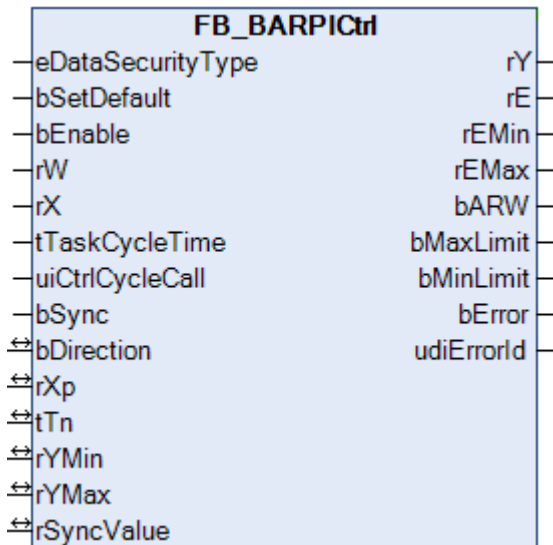 FB_BARPICtrl
eDataSecurityType rY
bSetDefault rE
bEnable rEMin
rW rEMax
rX bARW
tTaskCycleTime bMaxLimit
uiCtrlCycleCall bMinLimit
bSync bError
bDirection udiErrorId
rXp
tTn
rYMin
rYMax
rSyncValue